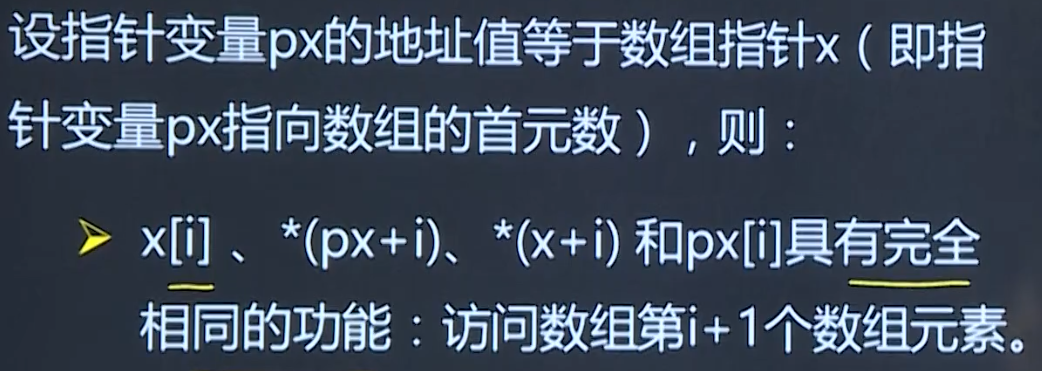 设指针变量px的地址值等于数组指针x（即指
针变量px指向数组的首元数），则：
x[i] 、*(px+i)、*(x+i) 和px[i]具有完全
相同的功能：访问数组第i+1个数组元素。